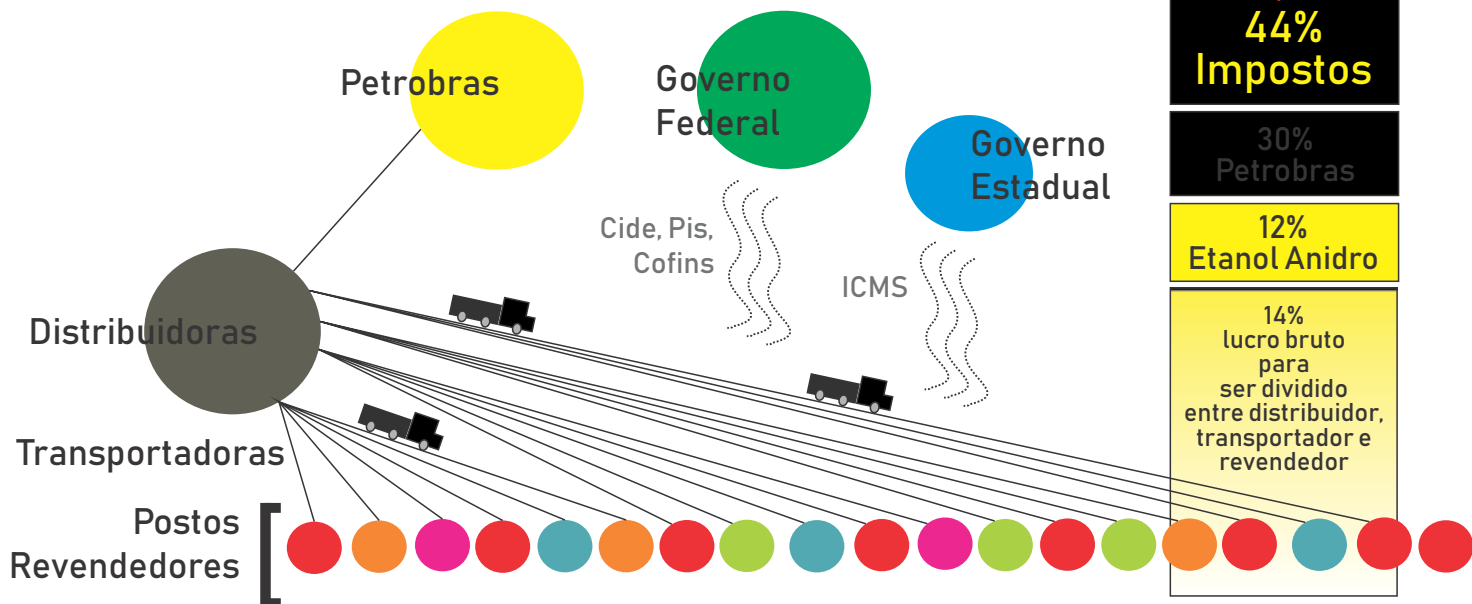 Petrobras
Governo
Federal
Governo
Estadual
Cide, Pis,
Cofins
ICMS
Distribuidoras
Transportadoras
Postos
Revendedores
44%
Impostos
30%
Petrobras
12%
Etanol Anidro
14%
lucro bruto
para
ser dividido
entre distribuidor,
transportador e
revendedor